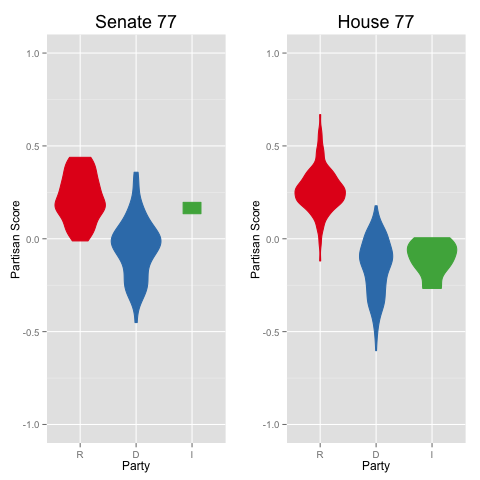 Senate 77
Partisan Score
1.0
0.5
0.0
-0.5
-1.0
R D I
Party
House 77
Partisan Score
1.0
0.5
0.0
-0.5
-1.0
R D I
Party